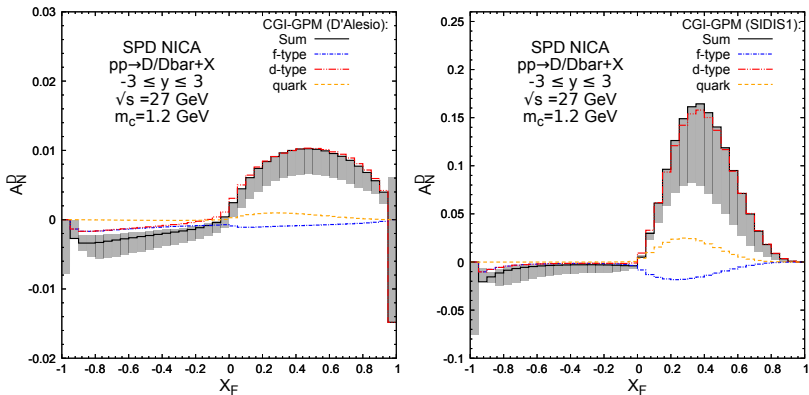 CGI-GPM (D'Alesio):
Sum
f-type
d-type
quark
SPD NICA
pp→D/Dbar+X
-3 ≤ y ≤ 3
√s =27 GeV
m_c=1.2 GeV
0.03
0.02
0.01
0
-0.01
-0.02
A_N^D
-1 -0.8 -0.6 -0.4 -0.2 0 0.2 0.4 0.6 0.8 1
X_F
CGI-GPM (SIDIS1):
Sum
f-type
d-type
quark
SPD NICA
pp→D/Dbar+X
-3 ≤ y ≤ 3
√s =27 GeV
m_c=1.2 GeV
0.25
0.2
0.15
0.1
0.05
0
-0.05
-0.1
A_N^D
-1 -0.8 -0.6 -0.4 -0.2 0 0.2 0.4 0.6 0.8 1
X_F